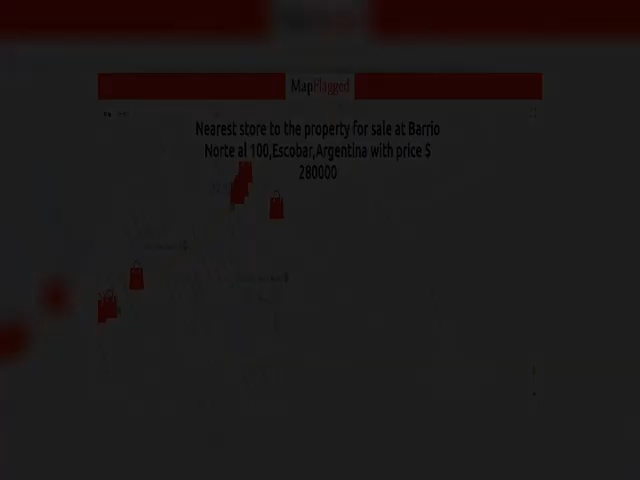 MapFlagged
Nearest store to the property for sale at Barrio
Norte al 100,Escobar,Argentina with price $
280000